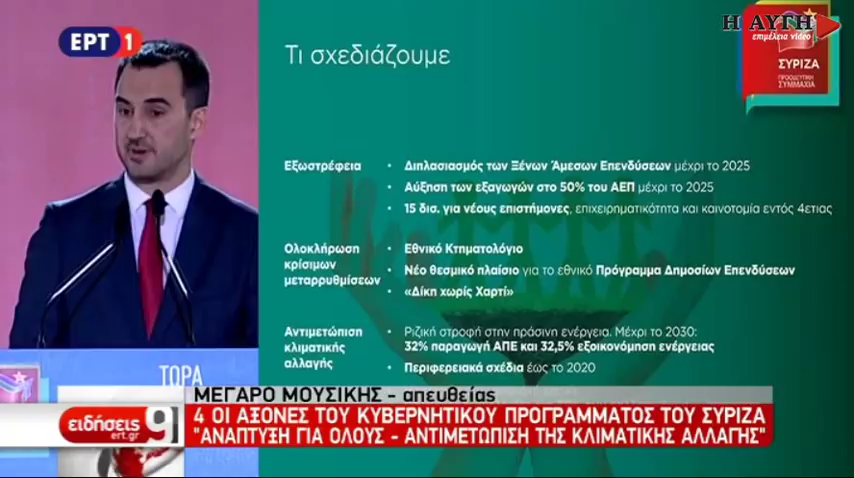 ΕΡΤ 1
Η ΑΥΓΗ
επιμέλεια video
ΣΥΡΙΖΑ
ΠΡΟΟΔΕΥΤΙΚΗ
ΣΥΜΜΑΧΙΑ
Τι σχεδιάζουμε
Εξωστρέφεια
• Διπλασιασμός των Ξένων Άμεσων Επενδύσεων μέχρι το 2025
• Αύξηση των εξαγωγών στο 50% του ΑΕΠ μέχρι το 2025
• 15 δισ. για νέους επιστήμονες, επιχειρηματικότητα και καινοτομία εντός 4ετιας
Ολοκλήρωση
κρίσιμων
μεταρρυθμίσεων
• Εθνικό Κτηματολόγιο
• Νέο θεσμικό πλαίσιο για το εθνικό Πρόγραμμα Δημοσίων Επενδύσεων
• «Δίκη χωρίς Χαρτί»
Αντιμετώπιση
κλιματικής
αλλαγής
• Ριζική στροφή στην πράσινη ενέργεια. Μέχρι το 2030:
32% παραγωγή ΑΠΕ και 32,5% εξοικονόμηση ενέργειας
• Περιφερειακά σχέδια έως το 2020
ΤΩΡΑ
ΜΕΓΑΡΟ ΜΟΥΣΙΚΗΣ - απευθείας
ειδήσεις 9
ert.gr
4 ΟΙ ΑΞΟΝΕΣ ΤΟΥ ΚΥΒΕΡΝΗΤΙΚΟΥ ΠΡΟΓΡΑΜΜΑΤΟΣ ΤΟΥ ΣΥΡΙΖΑ
"ΑΝΑΠΤΥΞΗ ΓΙΑ ΟΛΟΥΣ - ΑΝΤΙΜΕΤΩΠΙΣΗ ΤΗΣ ΚΛΙΜΑΤΙΚΗΣ ΑΛΛΑΓΗΣ"